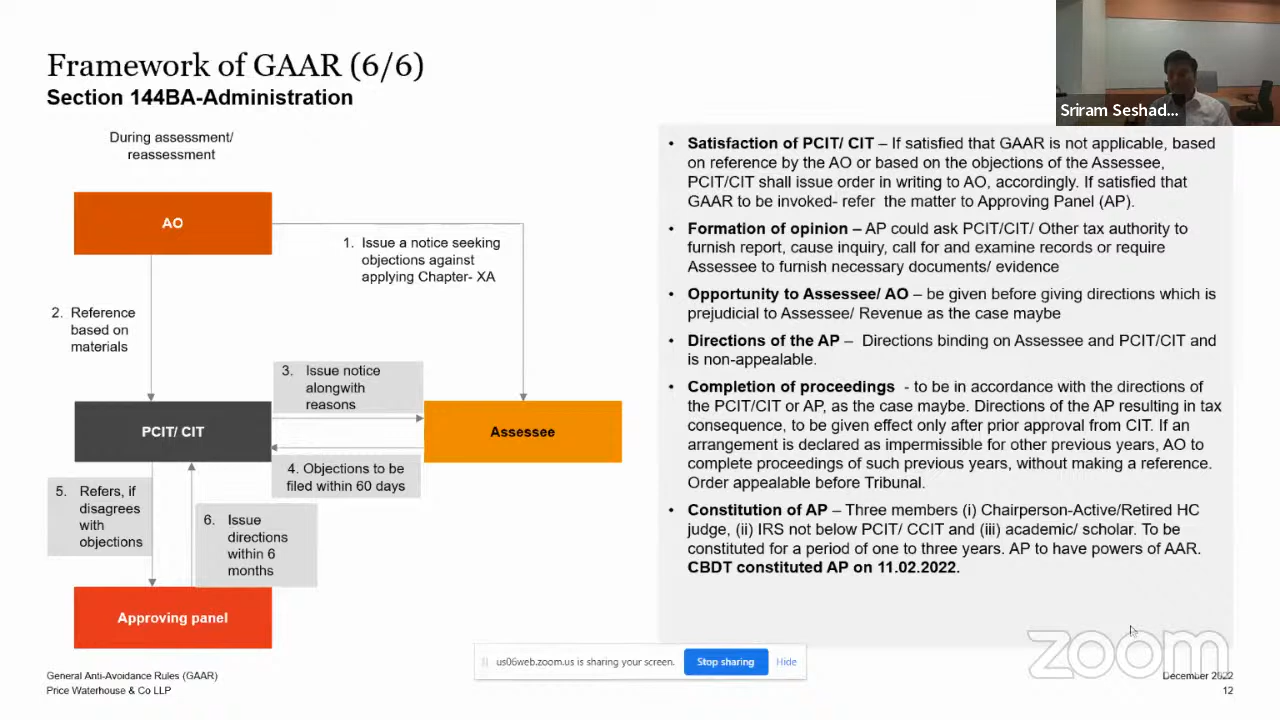 Framework of GAAR (6/6)
Section 144BA-Administration
During assessment/
reassessment
AO
1. Issue a notice seeking
objections against
applying Chapter- XA
2. Reference
based on
materials
3. Issue notice
alongwith
reasons
PCIT/ CIT
Assessee
4. Objections to be
filed within 60 days
5. Refers, if
disagrees
with
objections
6. Issue
directions
within 6
months
Approving panel
• Satisfaction of PCIT/ CIT – If satisfied that GAAR is not applicable, based
on reference by the AO or based on the objections of the Assessee,
PCIT/CIT shall issue order in writing to AO, accordingly. If satisfied that
GAAR to be invoked- refer the matter to Approving Panel (AP).
• Formation of opinion – AP could ask PCIT/CIT/ Other tax authority to
furnish report, cause inquiry, call for and examine records or require
Assessee to furnish necessary documents/ evidence
• Opportunity to Assessee/ AO – be given before giving directions which is
prejudicial to Assessee/ Revenue as the case maybe
• Directions of the AP – Directions binding on Assessee and PCIT/CIT and
is non-appealable.
• Completion of proceedings - to be in accordance with the directions of
the PCIT/CIT or AP, as the case maybe. Directions of the AP resulting in tax
consequence, to be given effect only after prior approval from CIT. If an
arrangement is declared as impermissible for other previous years, AO to
complete proceedings of such previous years, without making a reference.
Order appealable before Tribunal.
• Constitution of AP – Three members (i) Chairperson-Active/Retired HC
judge, (ii) IRS not below PCIT/ CCIT and (iii) academic/ scholar. To be
constituted for a period of one to three years. AP to have powers of AAR.
CBDT constituted AP on 11.02.2022.
Sriram Seshad...
us06web.zoom.us is sharing your screen.
Stop sharing
Hide
zoom
General Anti-Avoidance Rules (GAAR)
Price Waterhouse & Co LLP
December 2022
12